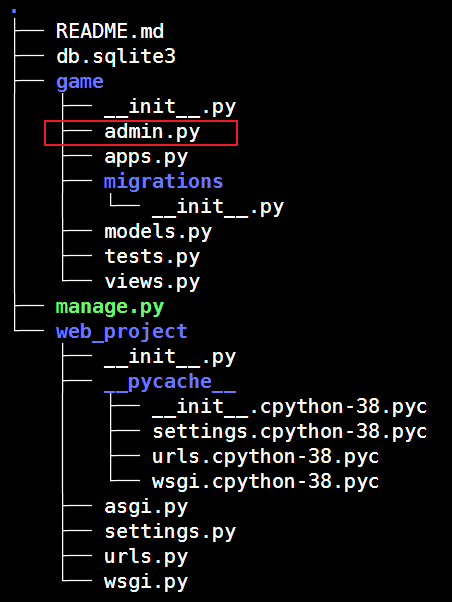 .
├── README.md
├── db.sqlite3
├── game
│   ├── __init__.py
│   ├── admin.py
│   ├── apps.py
│   ├── migrations
│   │   └── __init__.py
│   ├── models.py
│   ├── tests.py
│   └── views.py
├── manage.py
└── web_project
    ├── __init__.py
    ├── __pycache__
    │   ├── __init__.cpython-38.pyc
    │   ├── settings.cpython-38.pyc
    │   ├── urls.cpython-38.pyc
    │   └── wsgi.cpython-38.pyc
    ├── asgi.py
    ├── settings.py
    ├── urls.py
    └── wsgi.py